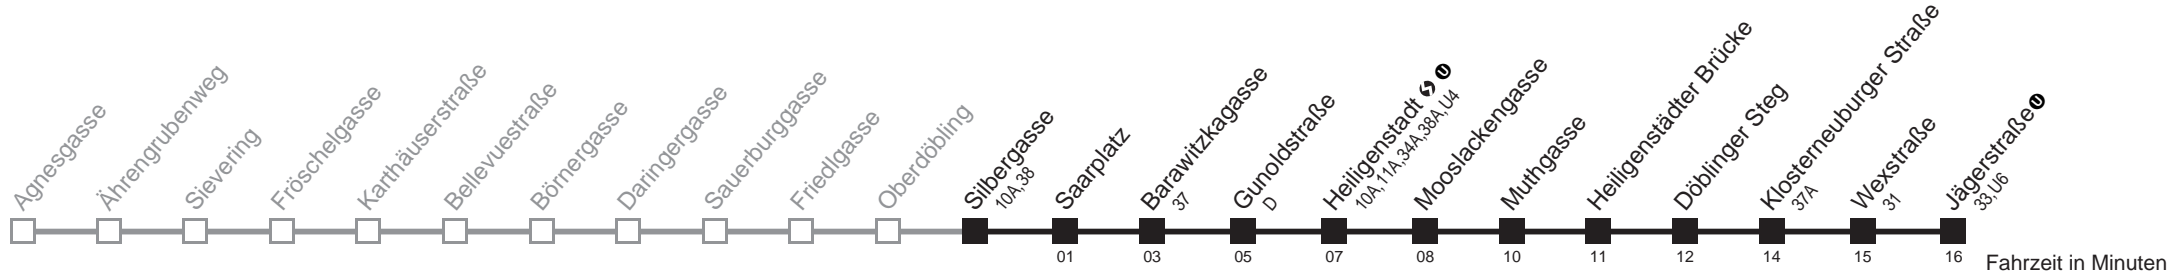 Agnesgasse
Ährengrubenweg
Sievering
Fröschelgasse
Karthäuserstraße
Bellevuestraße
Börnergasse
Daringergasse
Sauerburggasse
Friedlgasse
Oberdöbling
Silbergasse
10A,38
Saarplatz
01
Barawitzkagasse
37
03
Gunoldstraße
D
05
Heiligenstadt S U
10A,11A,34A,38A,U4
07
Mooslackengasse
08
Muthgasse
10
Heiligenstädter Brücke
11
Döblinger Steg
12
Klosterneuburger Straße
37A
14
Wexstraße
31
15
Jägerstraße U
33,U6
16
Fahrzeit in Minuten